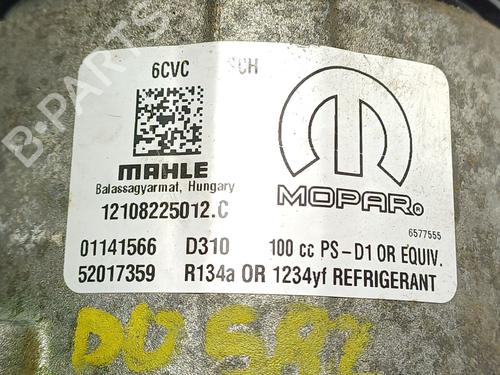 6CVC
MAHLE
Balassagyarmat, Hungary
12108225012.C
MOPAR®
6577555
01141566 D310 100 cc PS-D1 OR EQUIV.
52017359 R134a OR 1234yf REFRIGERANT
B-PARTS